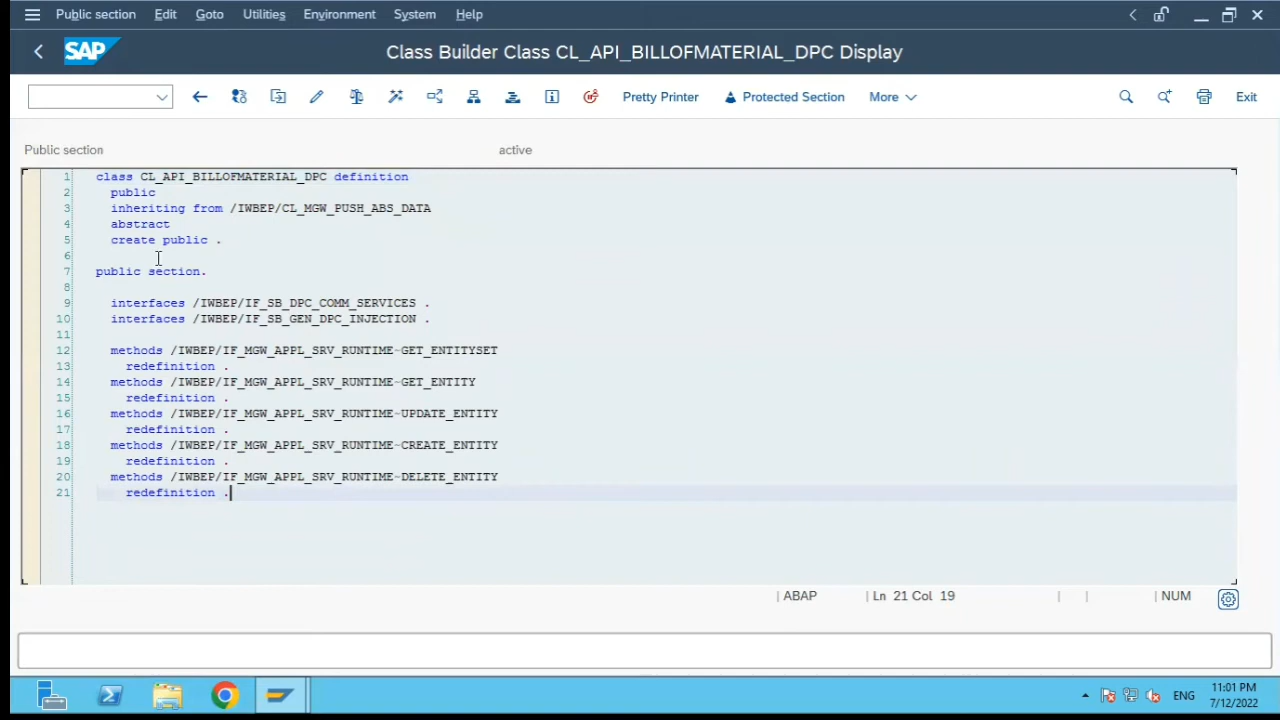 Public section Edit Goto Utilities Environment System Help
SAP Class Builder Class CL_API_BILLOFMATERIAL_DPC Display
Pretty Printer Protected Section More Exit
Public section active
1 class CL_API_BILLOFMATERIAL_DPC definition
2 public
3 inheriting from /IWBEP/CL_MGW_PUSH_ABS_DATA
4 abstract
5 create public .
6
7 public section.
8
9 interfaces /IWBEP/IF_SB_DPC_COMM_SERVICES .
10 interfaces /IWBEP/IF_SB_GEN_DPC_INJECTION .
11
12 methods /IWBEP/IF_MGW_APPL_SRV_RUNTIME~GET_ENTITYSET
13 redefinition .
14 methods /IWBEP/IF_MGW_APPL_SRV_RUNTIME~GET_ENTITY
15 redefinition .
16 methods /IWBEP/IF_MGW_APPL_SRV_RUNTIME~UPDATE_ENTITY
17 redefinition .
18 methods /IWBEP/IF_MGW_APPL_SRV_RUNTIME~CREATE_ENTITY
19 redefinition .
20 methods /IWBEP/IF_MGW_APPL_SRV_RUNTIME~DELETE_ENTITY
21 redefinition .
| ABAP | Ln 21 Col 19 | | | NUM
ENG 11:01 PM
7/12/2022